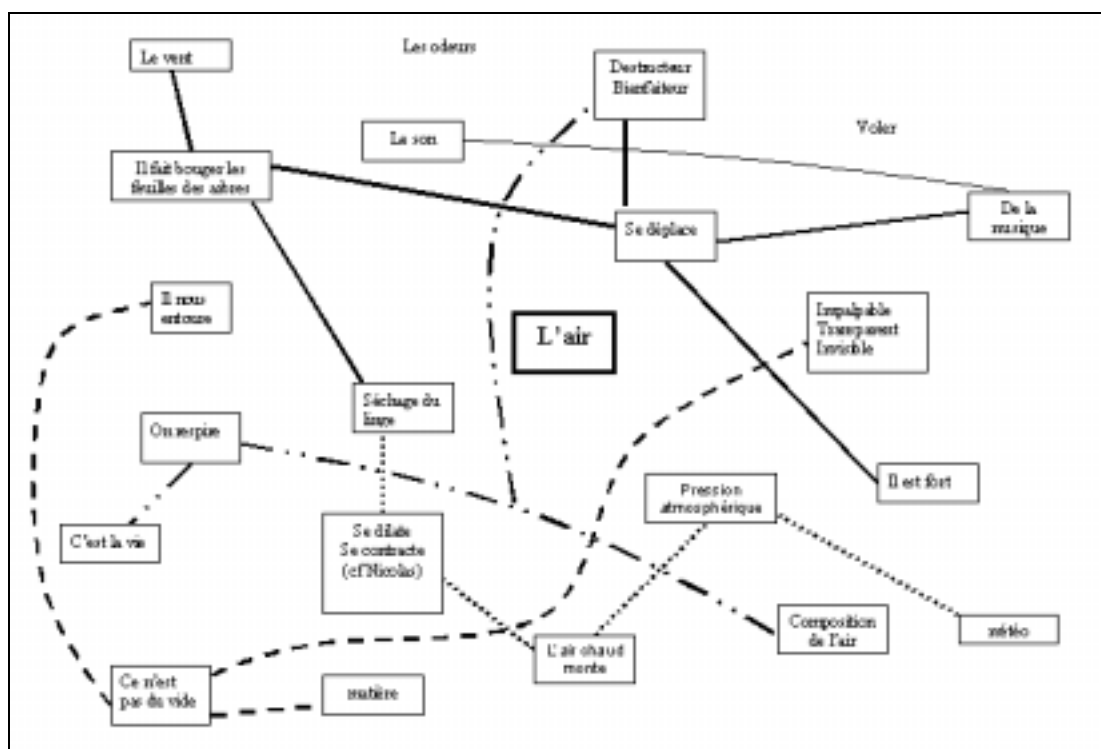 Les odeurs
Le vent
Destructeur
Bienfaiteur
Le son
Voler
Il fait bouger les
feuilles des arbres
De la
musique
Se déplace
Il nous
entoure
Impalpable
Transparent
Invisible
L'air
Séchage du
linge
On respire
Il est fort
Pression
atmosphérique
C'est la vie
Se dilate
Se contracte
(cf Nicolas)
Composition
de l'air
météo
L'air chaud
monte
Ce n'est
pas du vide
matière